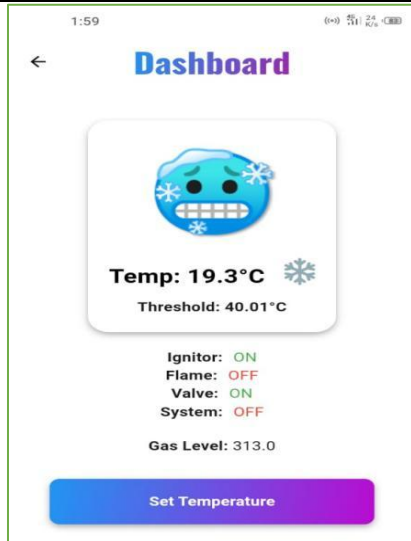 1:59
24
K/s
Dashboard
Temp: 19.3°C
Threshold: 40.01°C
Ignitor: ON
Flame: OFF
Valve: ON
System: OFF
Gas Level: 313.0
Set Temperature